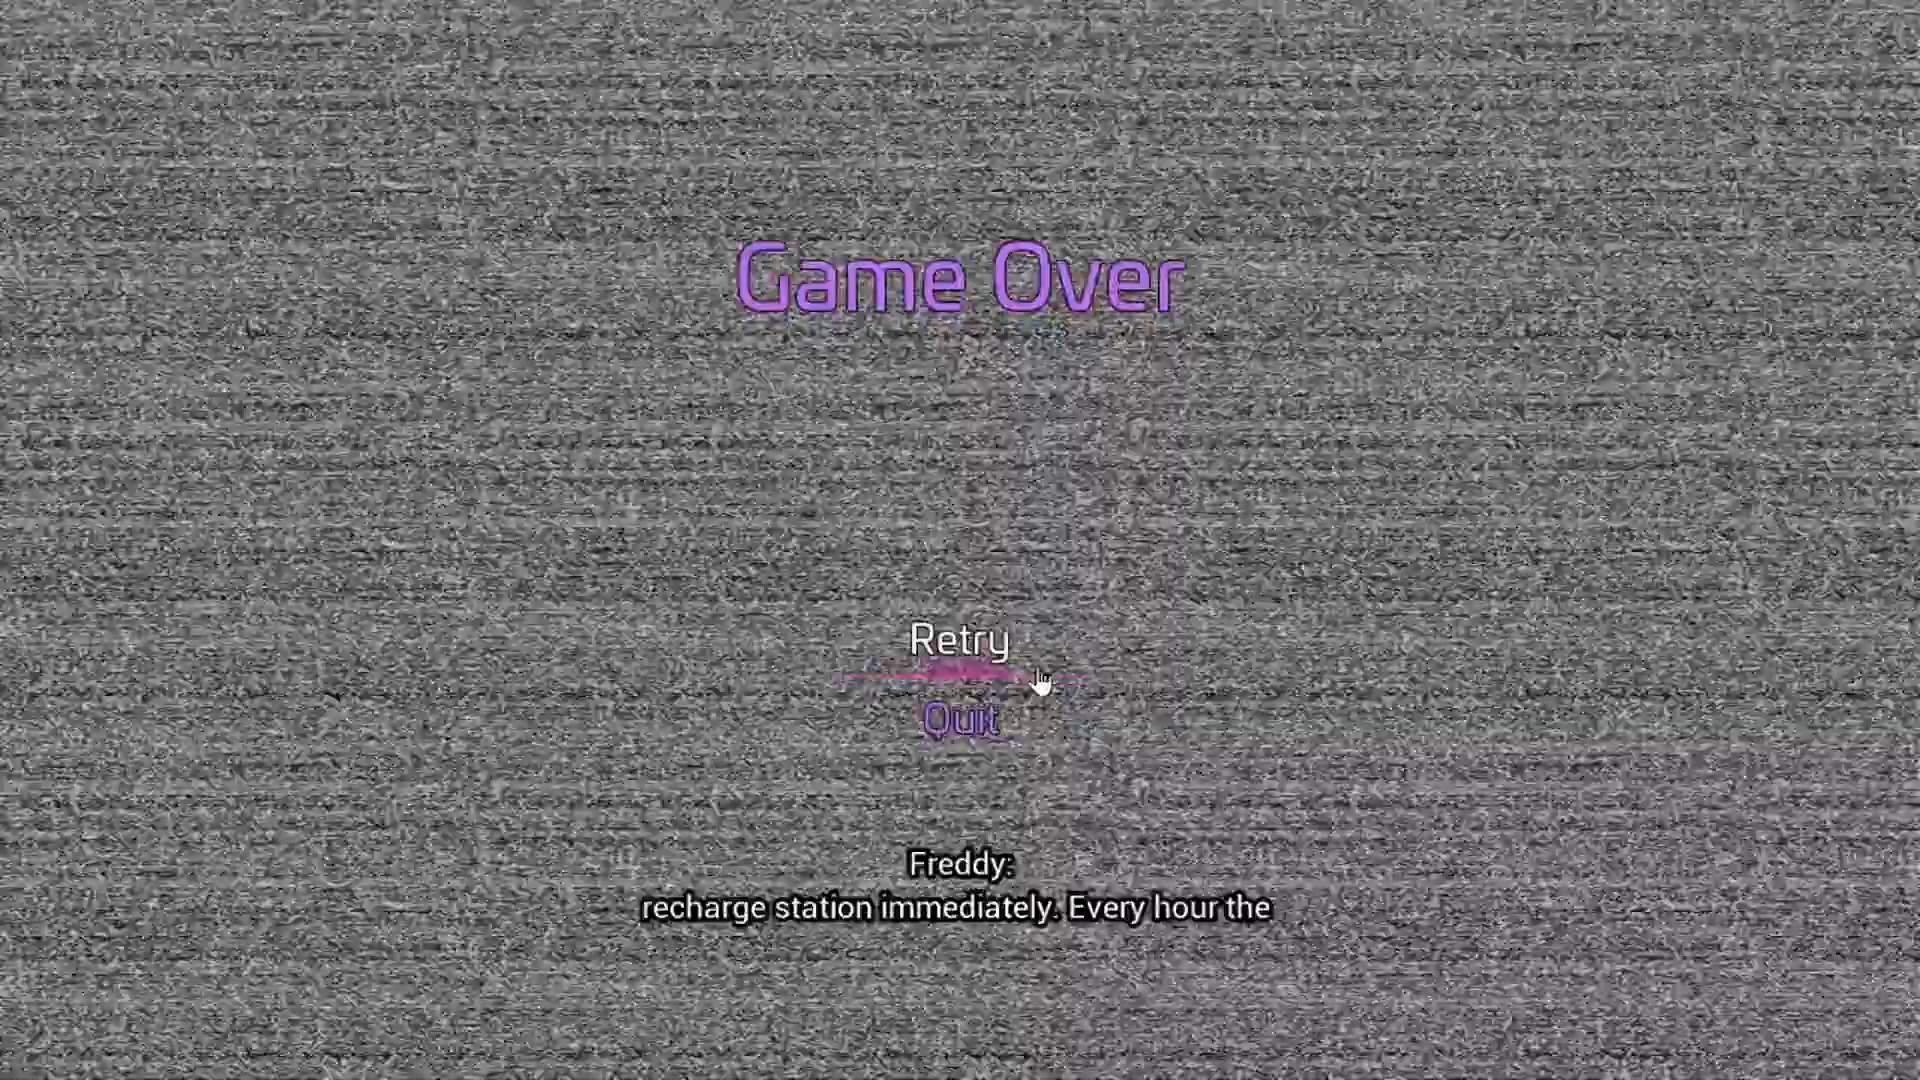 Game Over
Retry
Quit
Freddy:
recharge station immediately. Every hour the